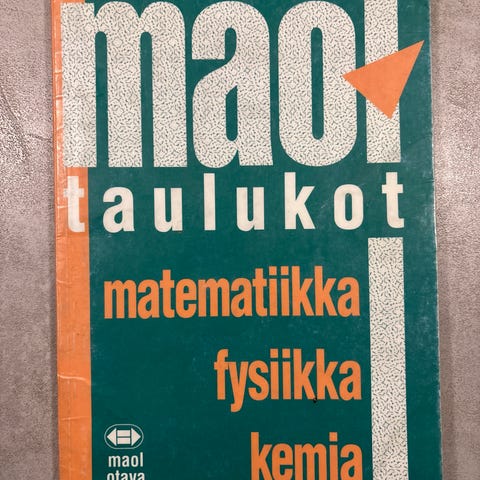 maol
taulukot
matematiikka
fysiikka
kemia
maol
otava